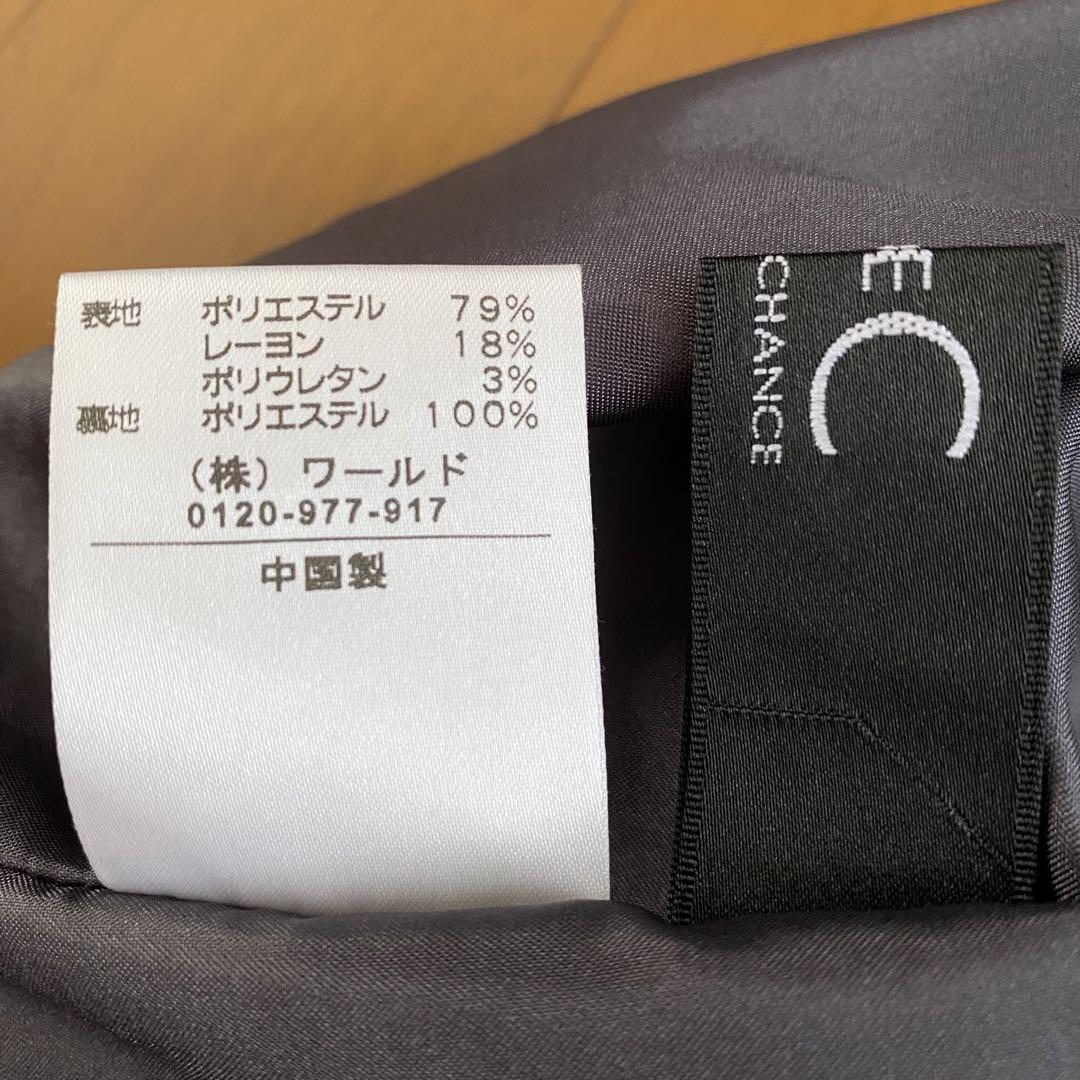 表地 ポリエステル 79%
レーヨン 18%
ポリウレタン 3%
裏地 ポリエステル 100%
(株) ワールド
0120-977-917
中国製
E C
CHANCE